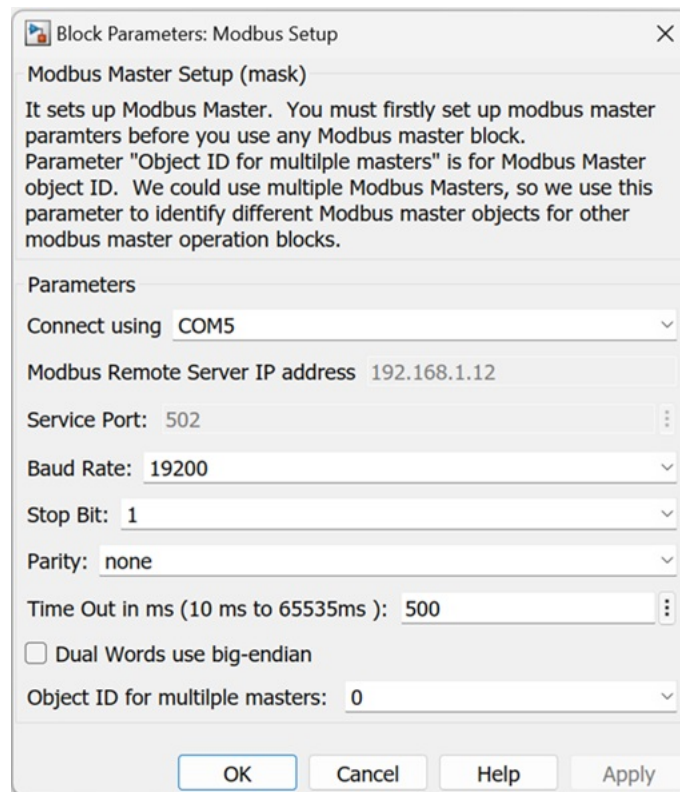 Block Parameters: Modbus Setup
Modbus Master Setup (mask)
It sets up Modbus Master.  You must firstly set up modbus master
paramters before you use any Modbus master block.
Parameter "Object ID for multilple masters" is for Modbus Master
object ID.  We could use multiple Modbus Masters, so we use this
parameter to identify different Modbus master objects for other
modbus master operation blocks.
Parameters
Connect using COM5
Modbus Remote Server IP address 192.168.1.12
Service Port: 502
Baud Rate: 19200
Stop Bit: 1
Parity: none
Time Out in ms (10 ms to 65535ms ): 500
Dual Words use big-endian
Object ID for multilple masters: 0
OK Cancel Help Apply